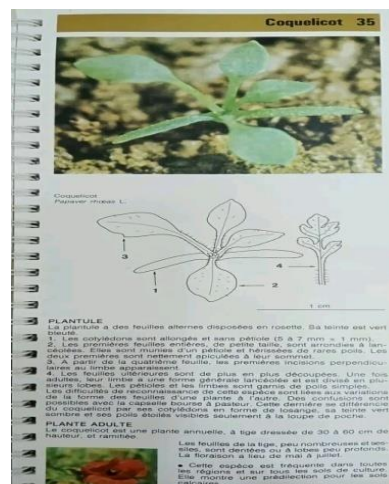 Coquelicot 35
Coquelicot
Papaver rhoeas L.
3
4
1
2
1 cm
PLANTULE
La plantule a des feuilles alternes disposées en rosette. Sa teinte est vert
bleuté.
1. Les cotylédons sont allongés et sans pétiole (5 à 7 mm × 1 mm).
2. Les premières feuilles entières, de petite taille, sont arrondies à lan-
céolées. Elles sont munies d'un pétiole et hérissées de rares poils. Les
deux premières sont nettement apiculées à leur sommet.
3. A partir de la quatrième feuille, les premières incisions perpendicu-
laires au limbe apparaissent.
4. Les feuilles ultérieures sont de plus en plus découpées. Une fois
adultes, leur limbe a une forme générale lancéolée et est divisé en plu-
sieurs lobes. Les pétioles et les limbes sont garnis de poils simples.
Les difficultés de reconnaissance de cette espèce sont liées aux variations
de la forme des feuilles d'une plante à l'autre. Des confusions sont
possibles avec la capselle bourse à pasteur. Cette dernière se différencie
du coquelicot par ses cotylédons en forme de losange, sa teinte vert
sombre et ses poils étoilés visibles seulement à la loupe de poche.
PLANTE ADULTE
Le coquelicot est une plante annuelle, à tige dressée de 30 à 60 cm de
hauteur, et ramifiée.
Les feuilles de la tige, peu nombreuses et ses-
siles, sont dentées ou à lobes peu profonds.
La floraison a lieu de mai à juillet.
• Cette espèce est fréquente dans toutes
les régions et sur tous les sols de culture.
Elle montre une prédilection pour les sols
calcaires.